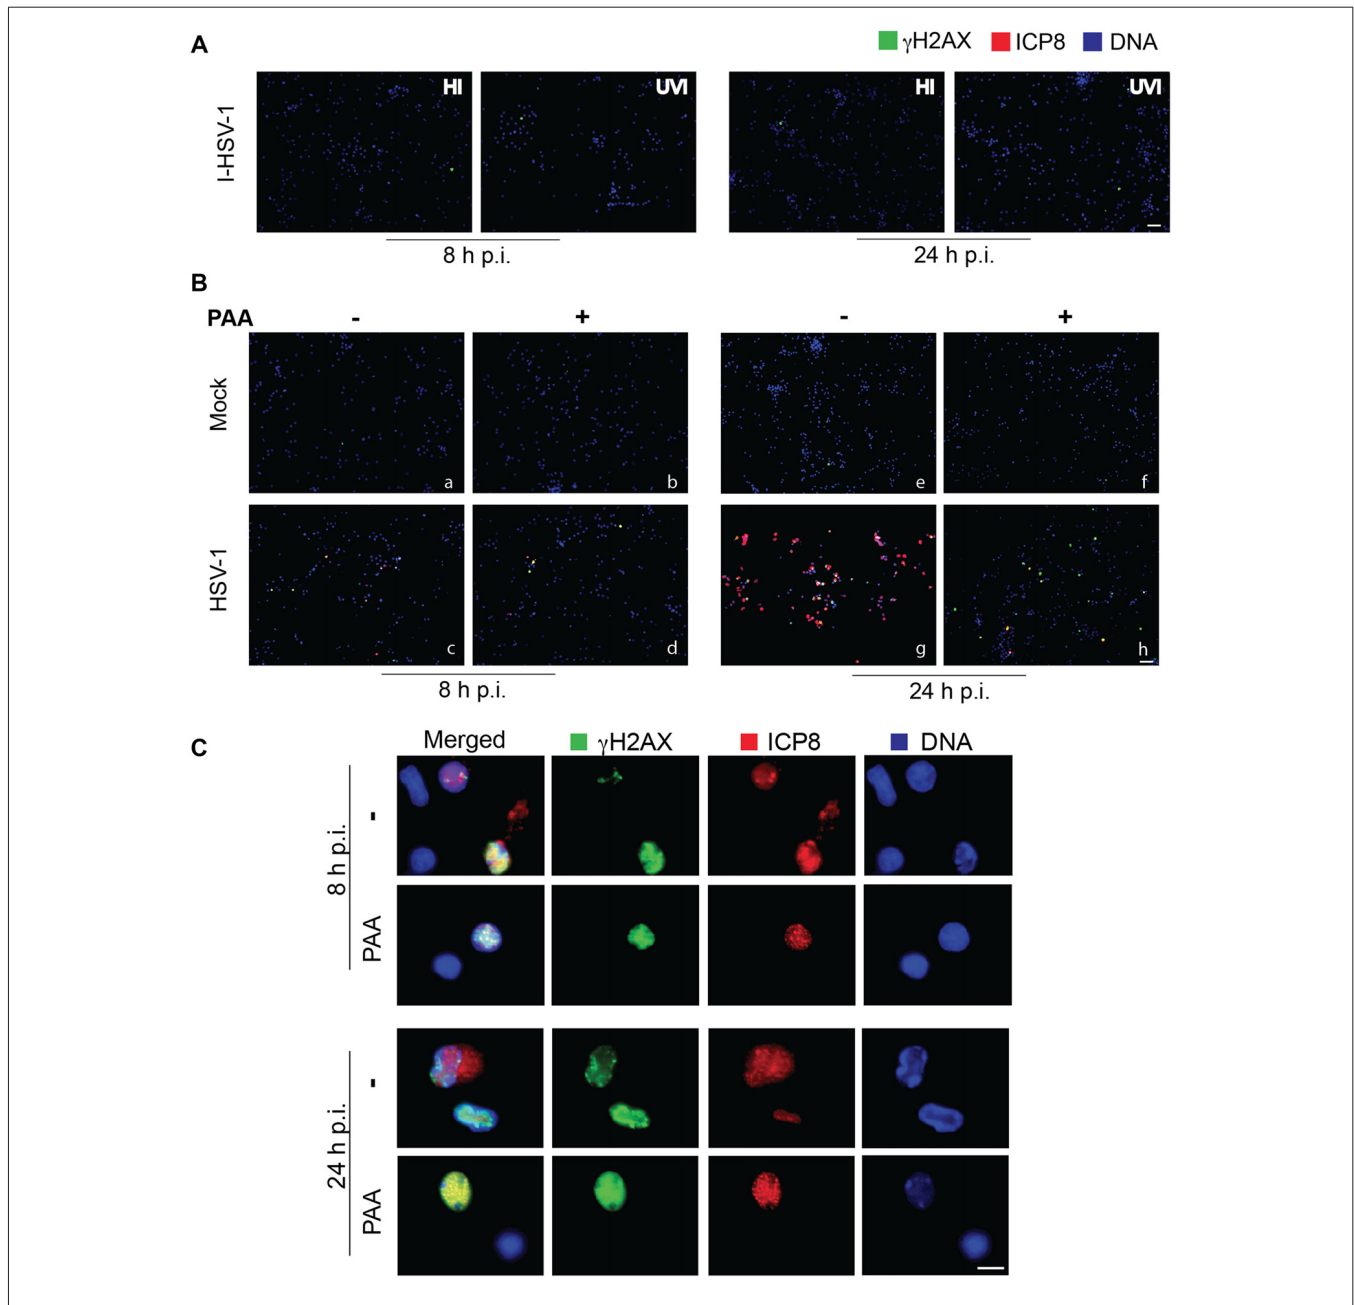 A
γH2AX ICP8 DNA
I-HSV-1
HI UVI HI UVI
8 h p.i. 24 h p.i.
B
PAA - + - +
Mock
a b e f
HSV-1
c d g h
8 h p.i. 24 h p.i.
C
Merged γH2AX ICP8 DNA
8 h p.i.
-
PAA
24 h p.i.
-
PAA